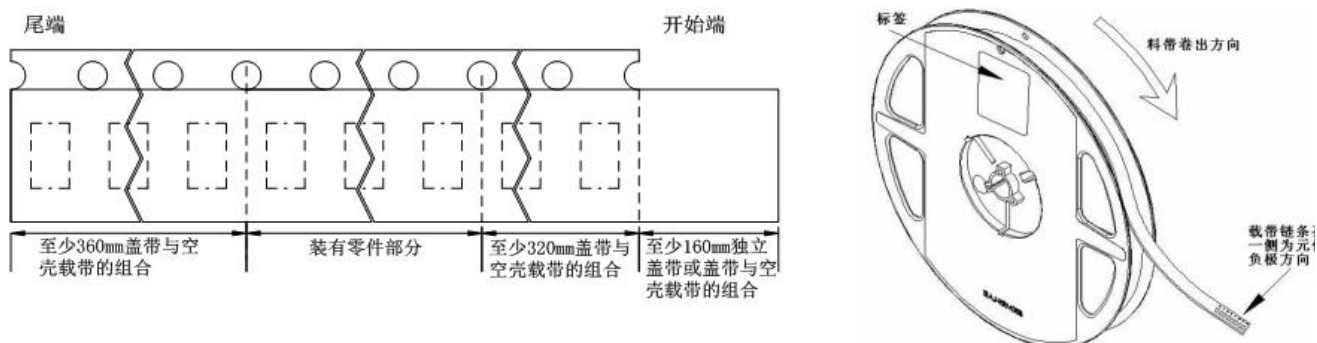 尾端
开始端
至少360mm盖带与空
壳载带的组合
装有零件部分
至少320mm盖带与
空壳载带的组合
至少160mm独立
盖带或盖带与空
壳载带的组合
标签
料带卷出方向
载带链条
一侧为元
负极方向